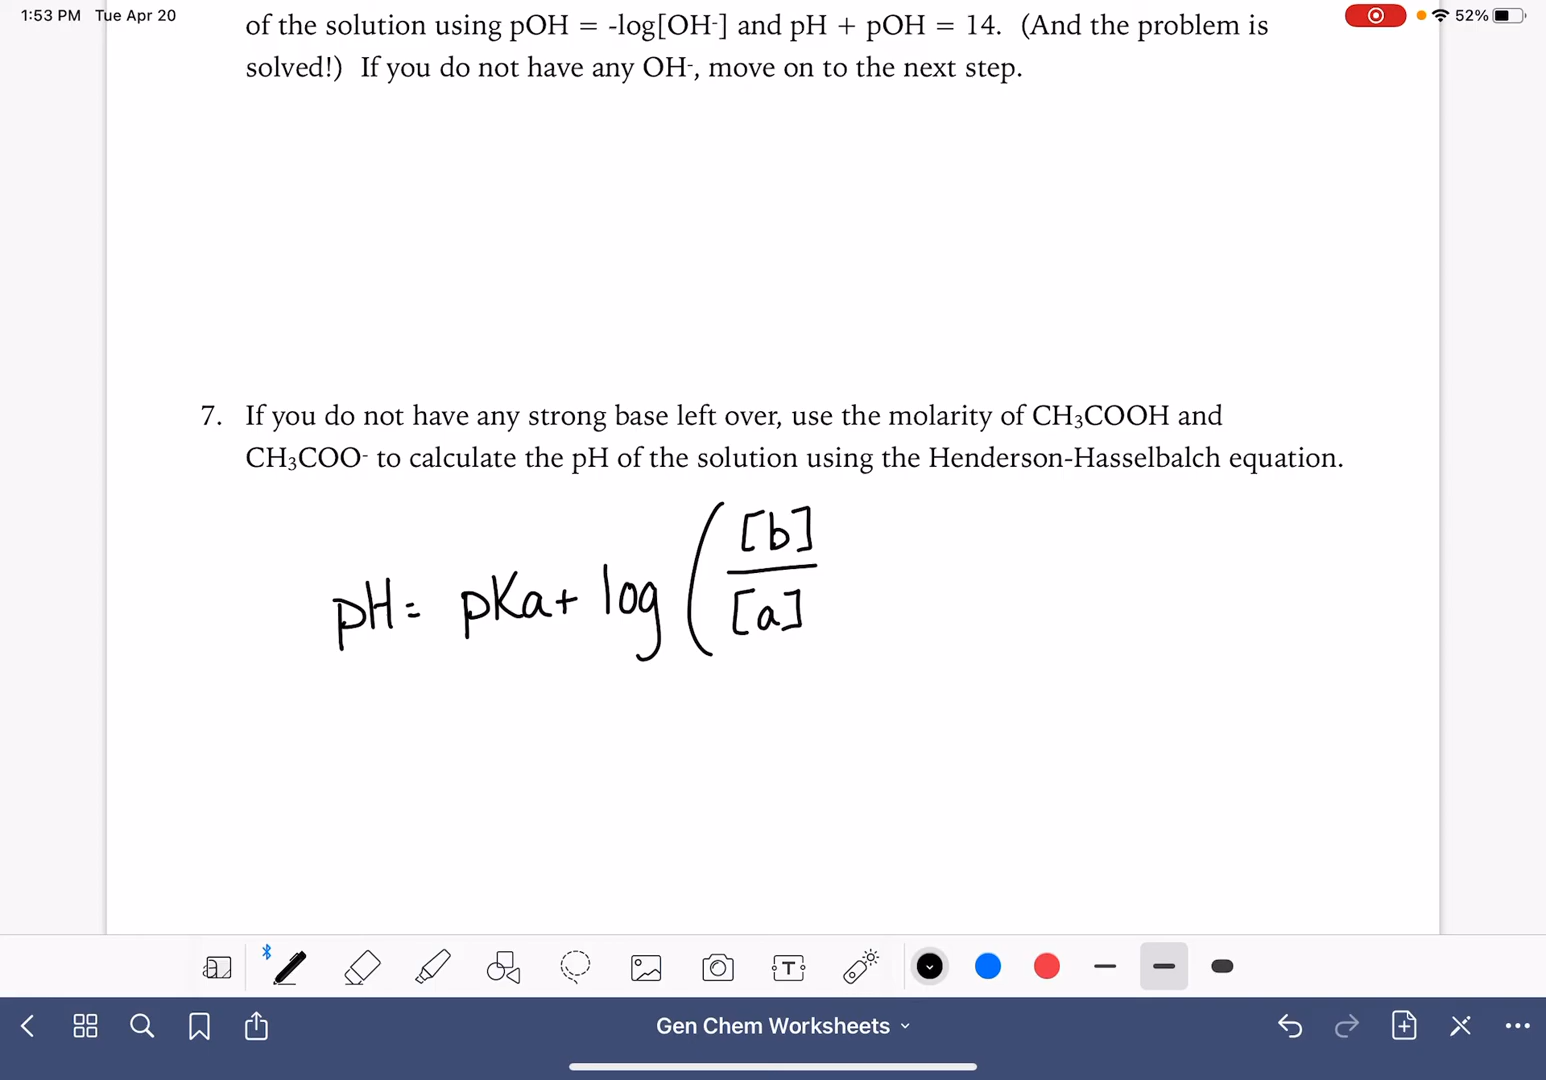 1:53 PM Tue Apr 20 52%
of the solution using pOH = -log[OH-] and pH + pOH = 14. (And the problem is
solved!) If you do not have any OH-, move on to the next step.
7. If you do not have any strong base left over, use the molarity of CH₃COOH and
CH₃COO- to calculate the pH of the solution using the Henderson-Hasselbalch equation.
pH = pKa + log ( [b] / [a]
Gen Chem Worksheets